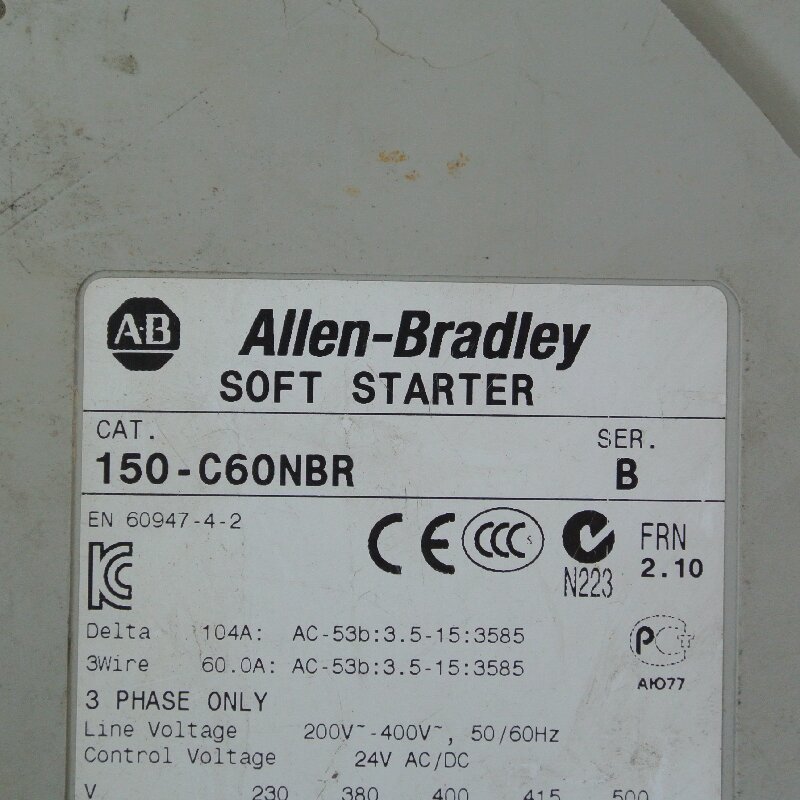 AB Allen-Bradley
SOFT STARTER
CAT.
SER.
150-C60NBR
B
EN 60947-4-2
CE CCC S N223 FRN 2.10
KC
Delta 104A: AC-53b:3.5-15:3585
3Wire 60.0A: AC-53b:3.5-15:3585
АЮ77
3 PHASE ONLY
Line Voltage 200V~-400V~, 50/60Hz
Control Voltage 24V AC/DC
V 230 380 400 415 500